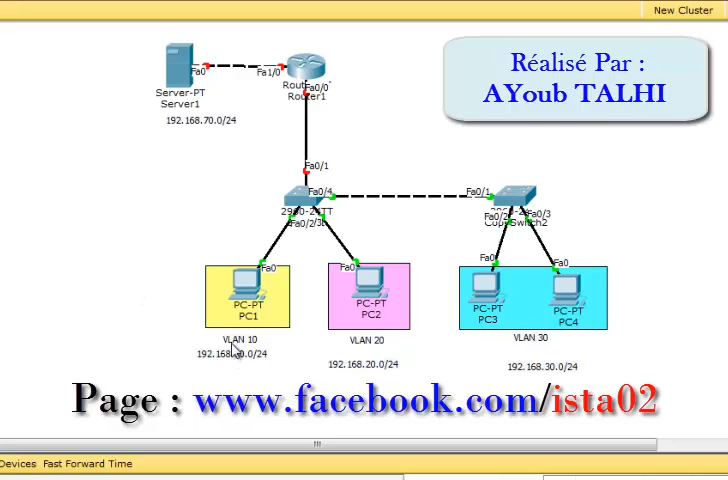 New Cluster
Réalisé Par :
AYoub TALHI
Fa0
Fa1/0
Server-PT
Server1
Fa0/0
Router1
192.168.70.0/24
Fa0/1
Fa0/4
Fa0/1
Fa0/2
Fa0/3
Fa0
Fa0
Fa0
Fa0
PC-PT
PC1
PC-PT
PC2
PC-PT
PC3
PC-PT
PC4
VLAN 10
VLAN 20
192.168.20.0/24
VLAN 30
192.168.30.0/24
Page : www.facebook.com/ista02
Devices Fast Forward Time